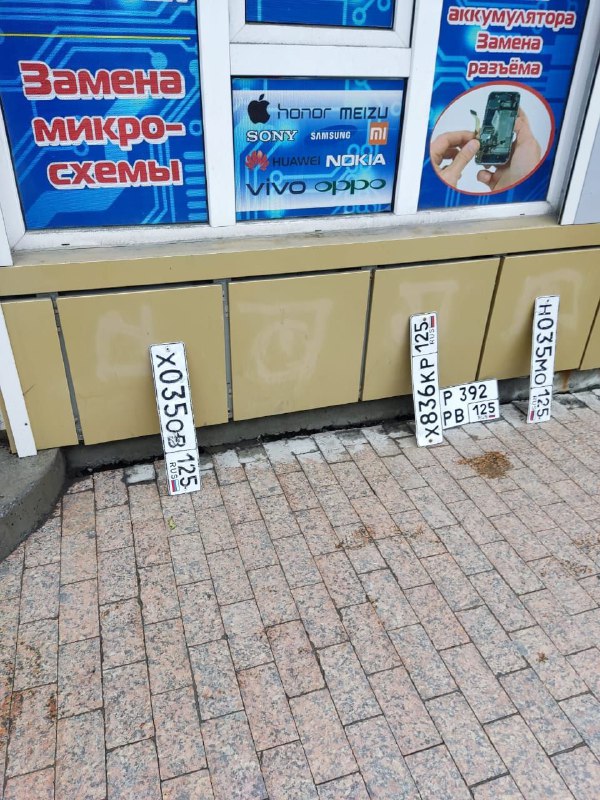 Замена
микро-
схемы
honor MEIZU
SONY SAMSUNG mi
HUAWEI NOKIA
vivo oppo
аккумулятора
Замена
разъёма
Х035ОВ 125
RUS
Х836КР 125
RUS
Р 392
РВ 125
Н035МО 125
RUS